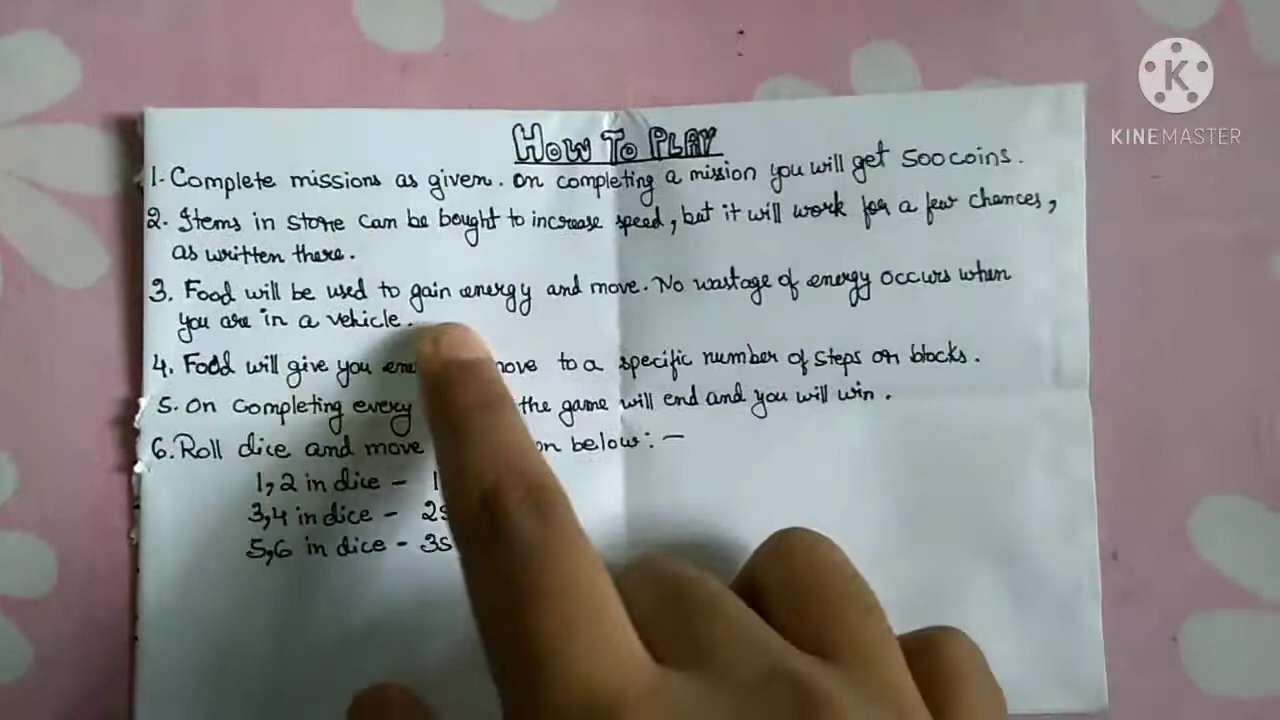 HOW TO PLAY
1. Complete missions as given. On completing a mission you will get 500 coins.
2. Items in store can be bought to increase speed, but it will work for a few chances,
as written there.
3. Food will be used to gain energy and move. No wastage of energy occurs when
you are in a vehicle.
4. Food will give you move to a specific number of steps on blocks.
5. On completing every the game will end and you will win.
6. Roll dice and move below: -
1,2 in dice - 1
3,4 in dice - 2s
5,6 in dice - 3s
K
KINEMASTER